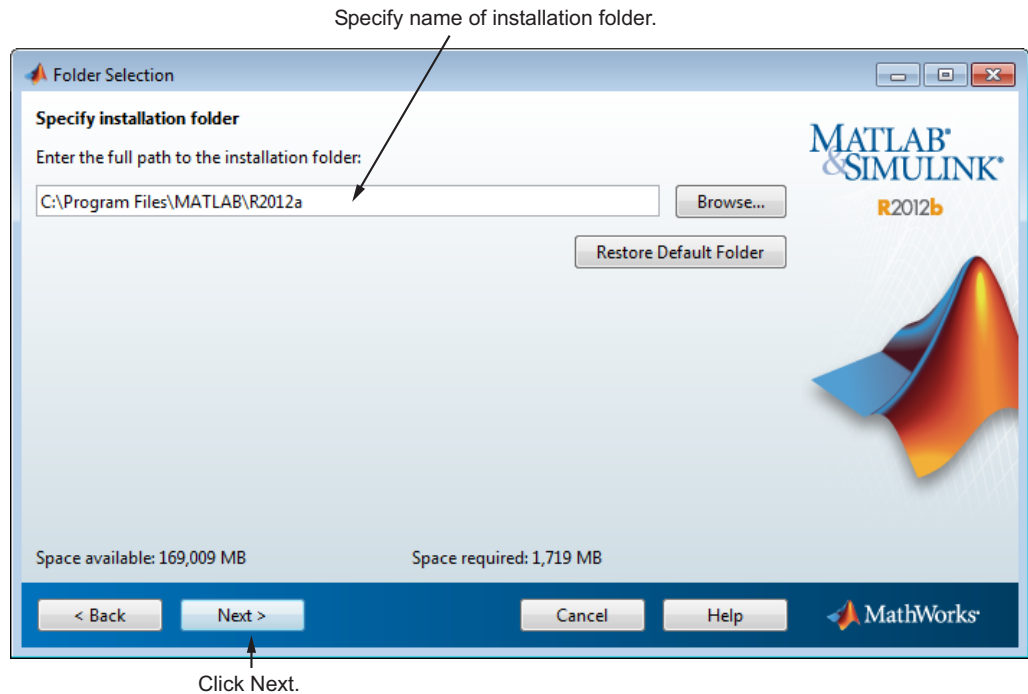 Specify name of installation folder.
Folder Selection
Specify installation folder
Enter the full path to the installation folder:
C:\Program Files\MATLAB\R2012a
Browse...
Restore Default Folder
MATLAB®
&SIMULINK®
R2012b
Space available: 169,009 MB
Space required: 1,719 MB
< Back
Next >
Cancel
Help
MathWorks®
Click Next.